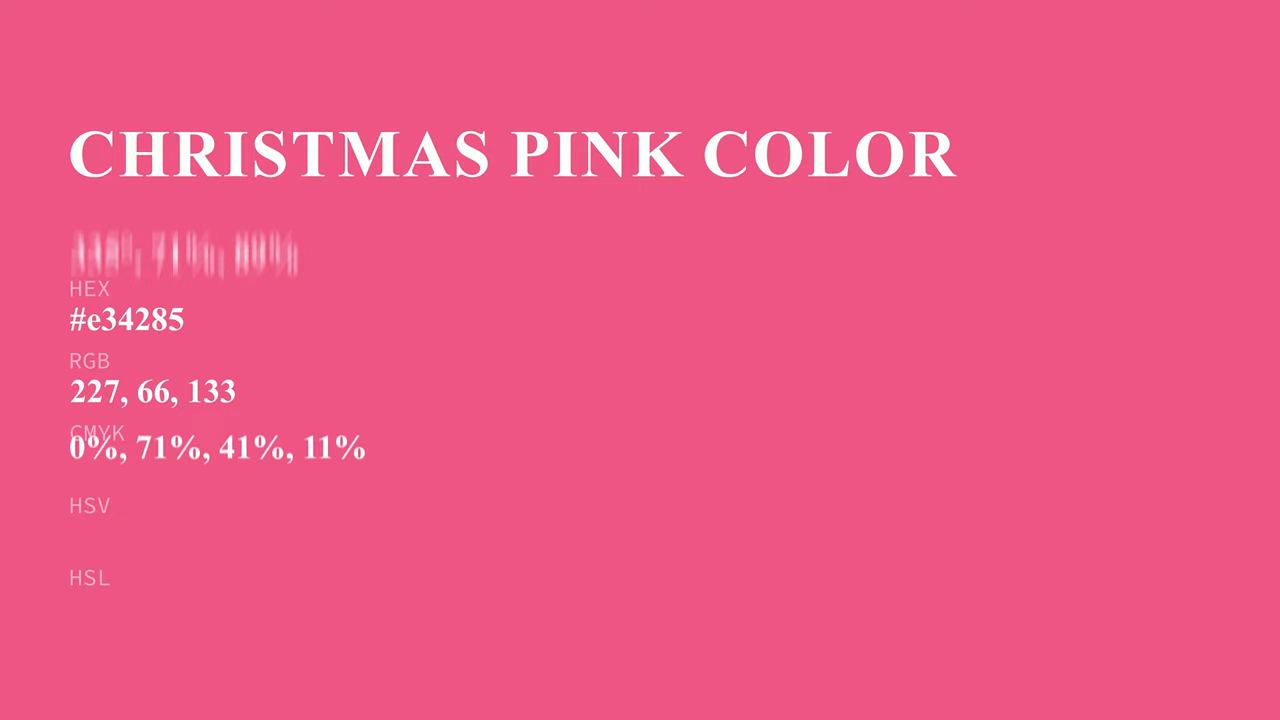 CHRISTMAS PINK COLOR
HEX
#e34285
RGB
227, 66, 133
CMYK
0%, 71%, 41%, 11%
HSV
HSL